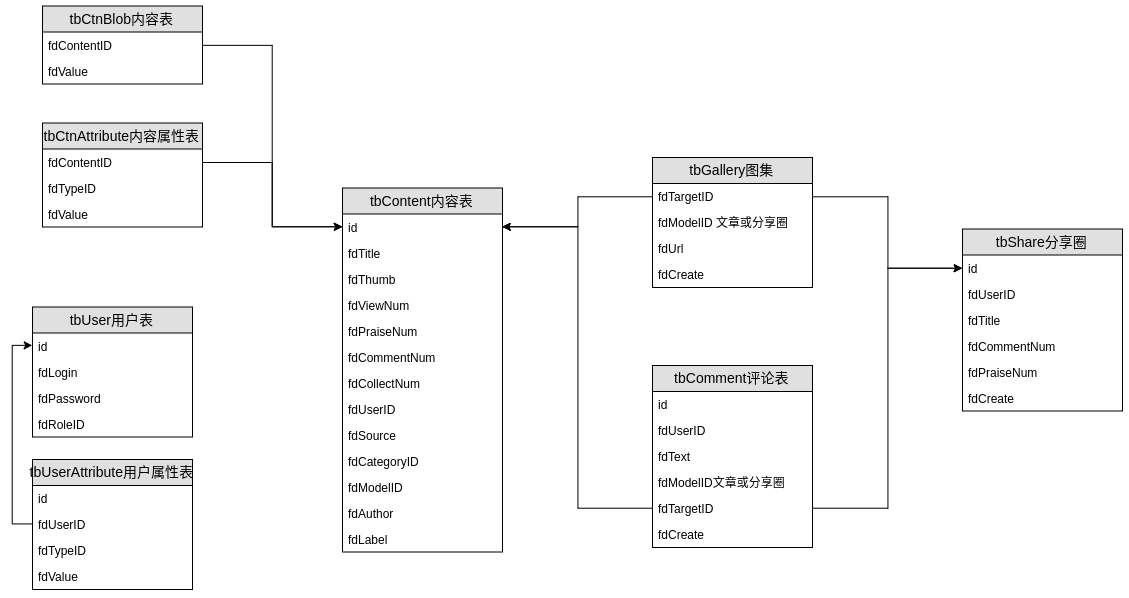 tbCtnBlob内容表
fdContentID
fdValue
tbCtnAttribute内容属性表
fdContentID
fdTypeID
fdValue
tbUser用户表
id
fdLogin
fdPassword
fdRoleID
tbUserAttribute用户属性表
id
fdUserID
fdTypeID
fdValue
tbContent内容表
id
fdTitle
fdThumb
fdViewNum
fdPraiseNum
fdCommentNum
fdCollectNum
fdUserID
fdSource
fdCategoryID
fdModelID
fdAuthor
fdLabel
tbGallery图集
fdTargetID
fdModelID 文章或分享圈
fdUrl
fdCreate
tbComment评论表
id
fdUserID
fdText
fdModelID文章或分享圈
fdTargetID
fdCreate
tbShare分享圈
id
fdUserID
fdTitle
fdCommentNum
fdPraiseNum
fdCreate